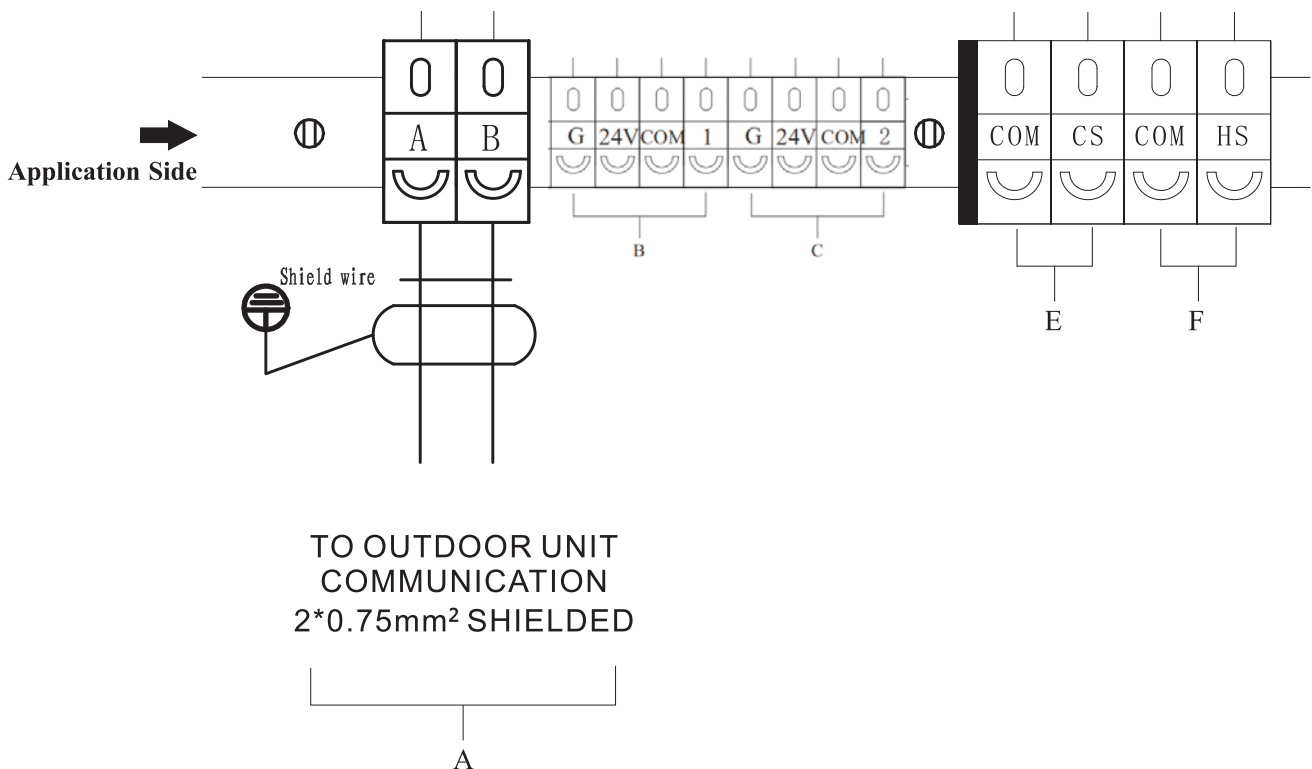 A B G 24V COM 1 G 24V COM 2 COM CS COM HS
Application Side
B C
Shield wire
E F
TO OUTDOOR UNIT
COMMUNICATION
2*0.75mm² SHIELDED
A